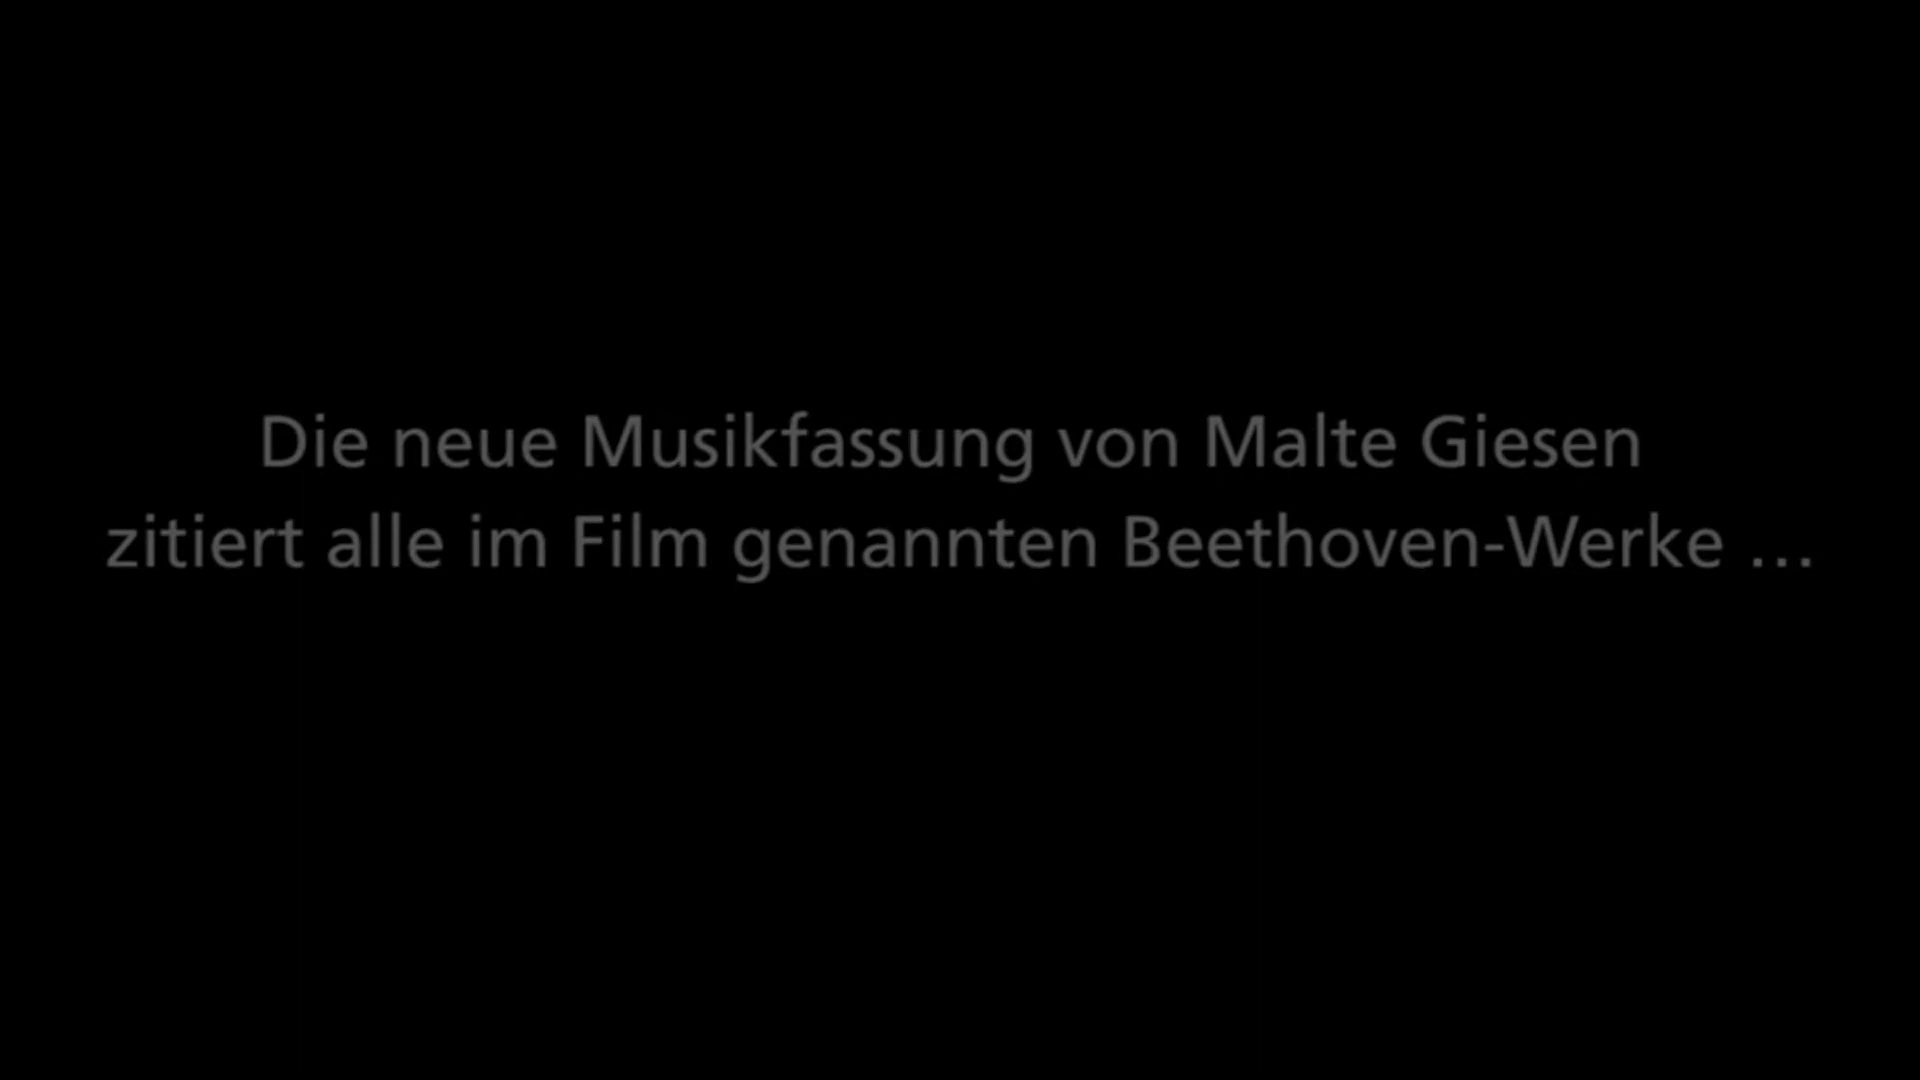 Die neue Musikfassung von Malte Giesen
zitiert alle im Film genannten Beethoven-Werke ...